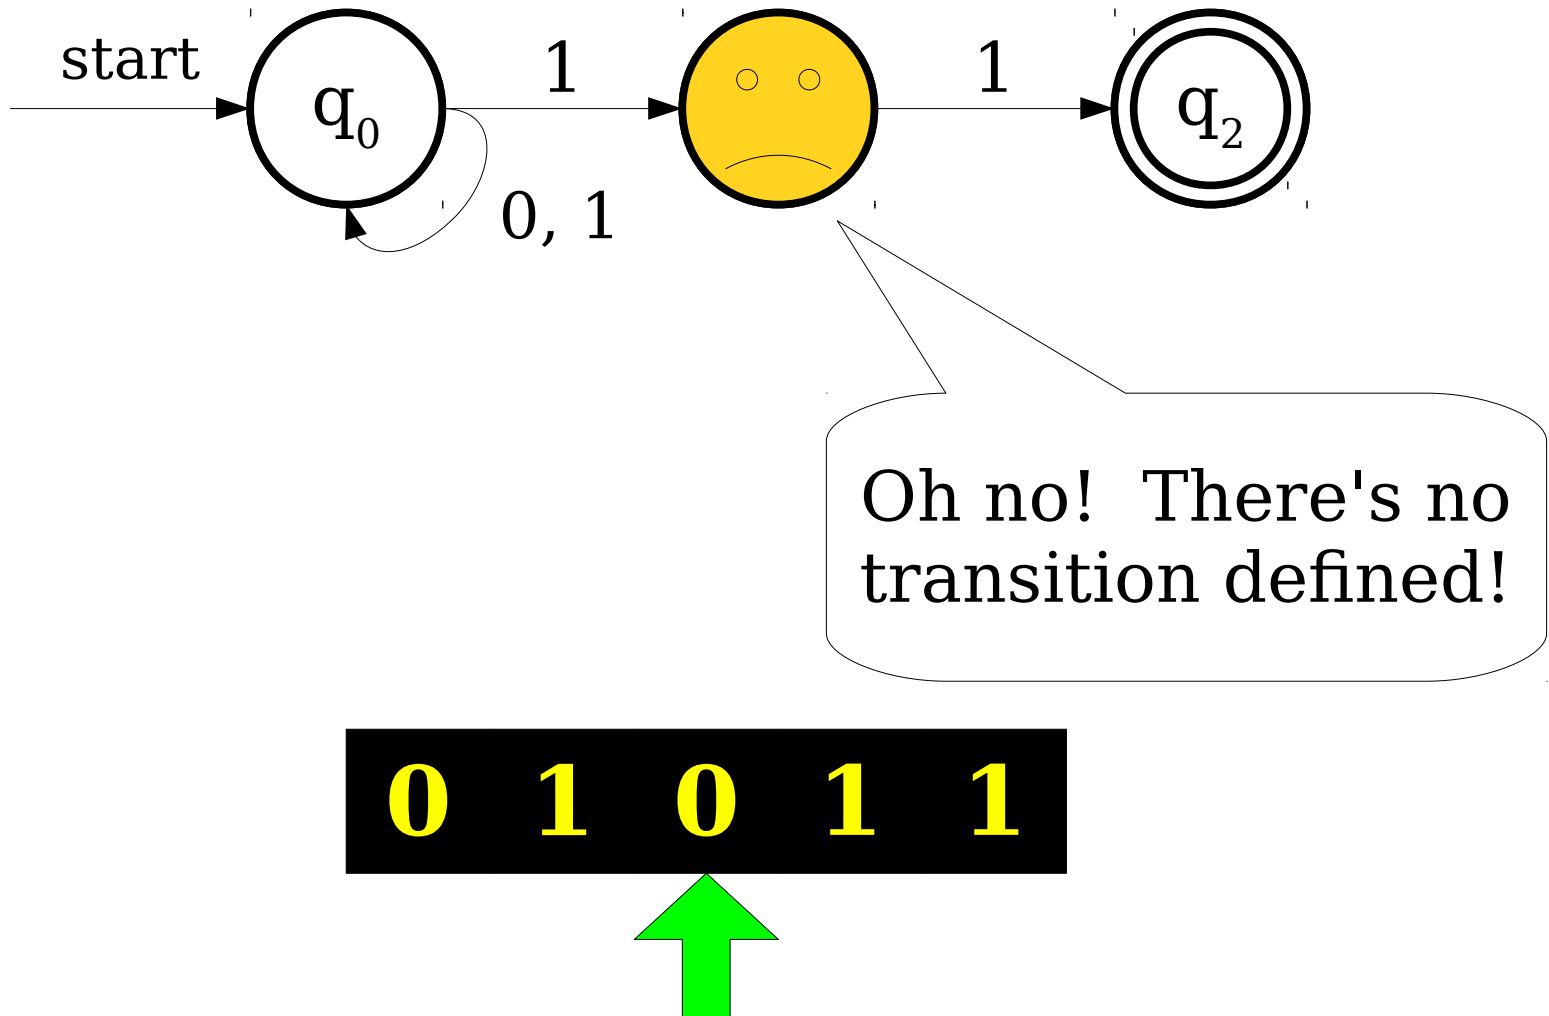 start
q0
1
1
q2
0, 1
Oh no! There's no
transition defined!
0 1 0 1 1